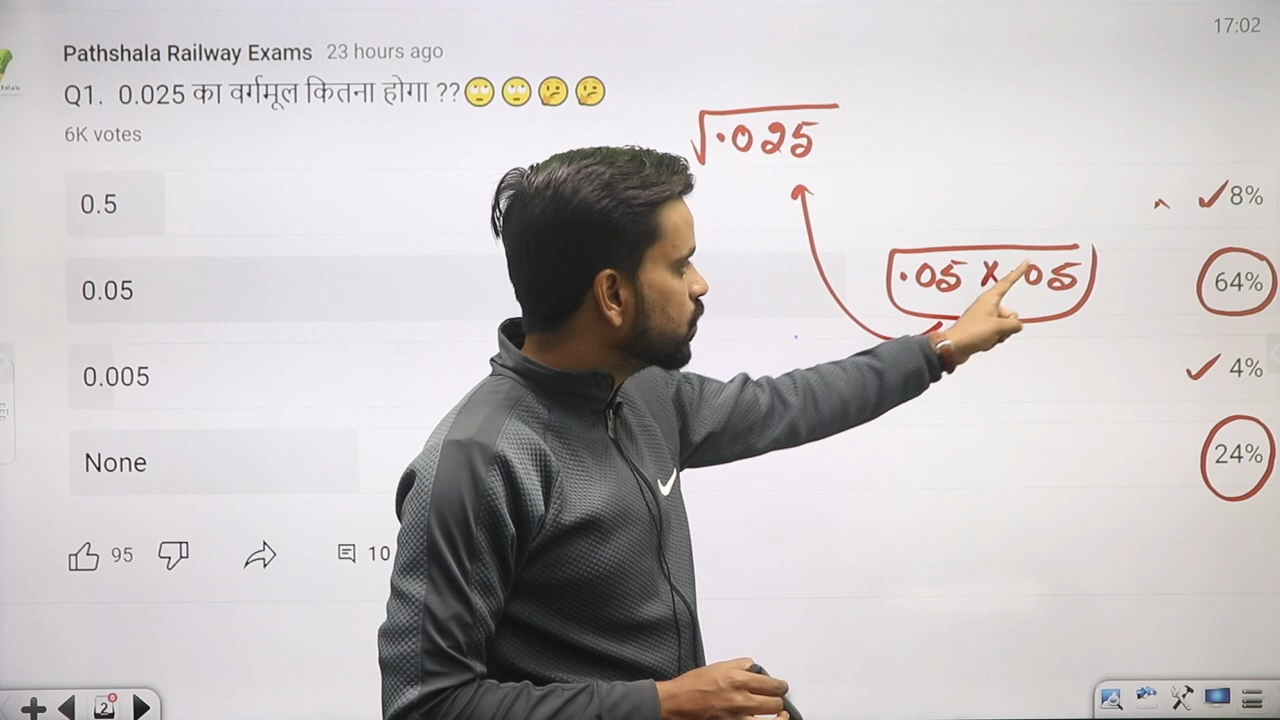 17:02
Pathshala Railway Exams 23 hours ago
Q1. 0.025 का वर्गमूल कितना होगा ??🙄🙄🤔🤔
6K votes
√.025
0.5
8%
.05 x .05
0.05
64%
0.005
4%
None
24%
95
10
2